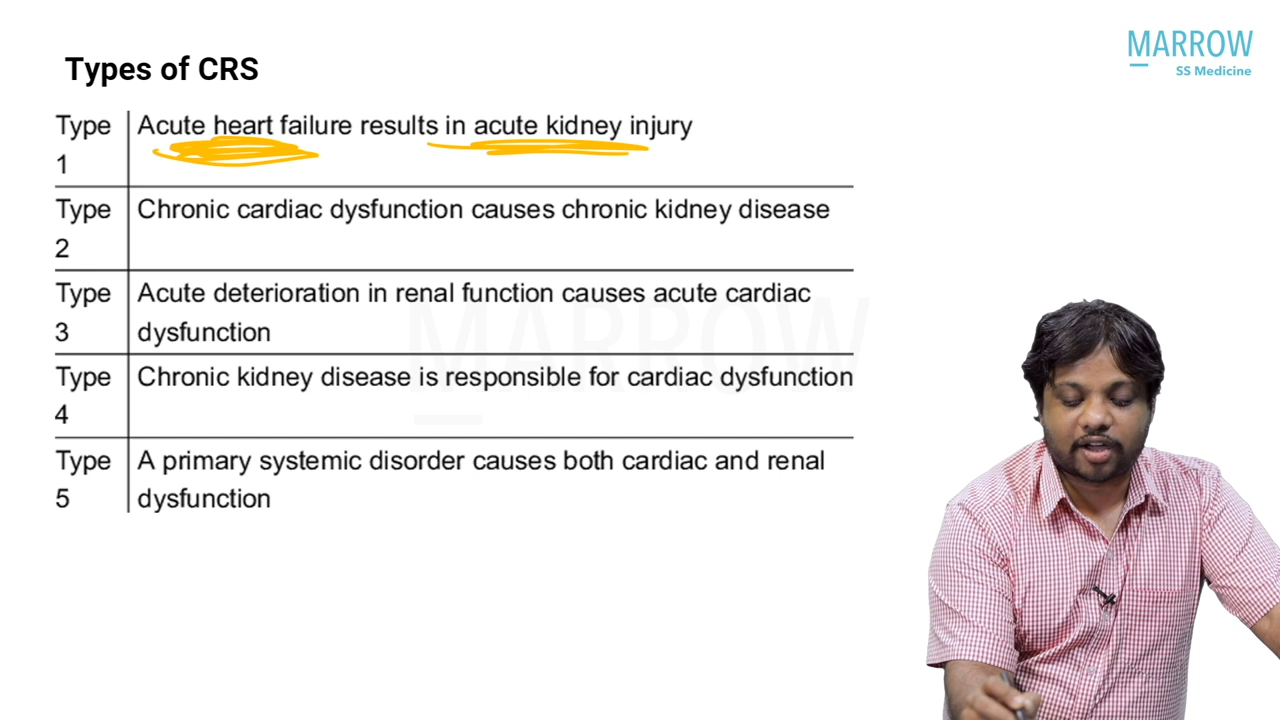 MARROW
SS Medicine
Types of CRS
Type 1 Acute heart failure results in acute kidney injury
Type 2 Chronic cardiac dysfunction causes chronic kidney disease
Type 3 Acute deterioration in renal function causes acute cardiac
dysfunction
Type 4 Chronic kidney disease is responsible for cardiac dysfunction
Type 5 A primary systemic disorder causes both cardiac and renal
dysfunction
MARROW